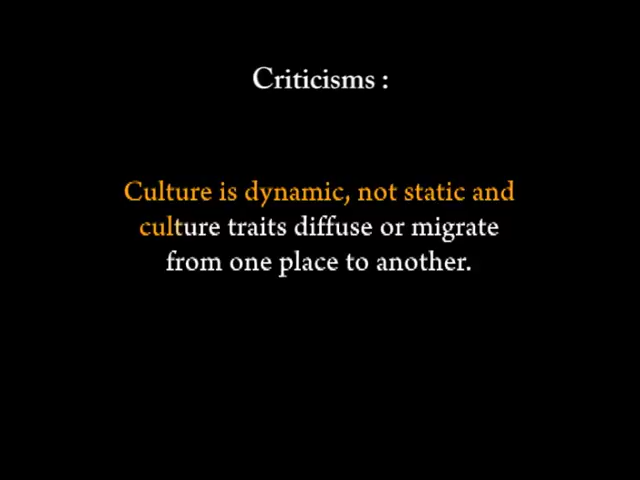 Criticisms :
Culture is dynamic, not static and
culture traits diffuse or migrate
from one place to another.